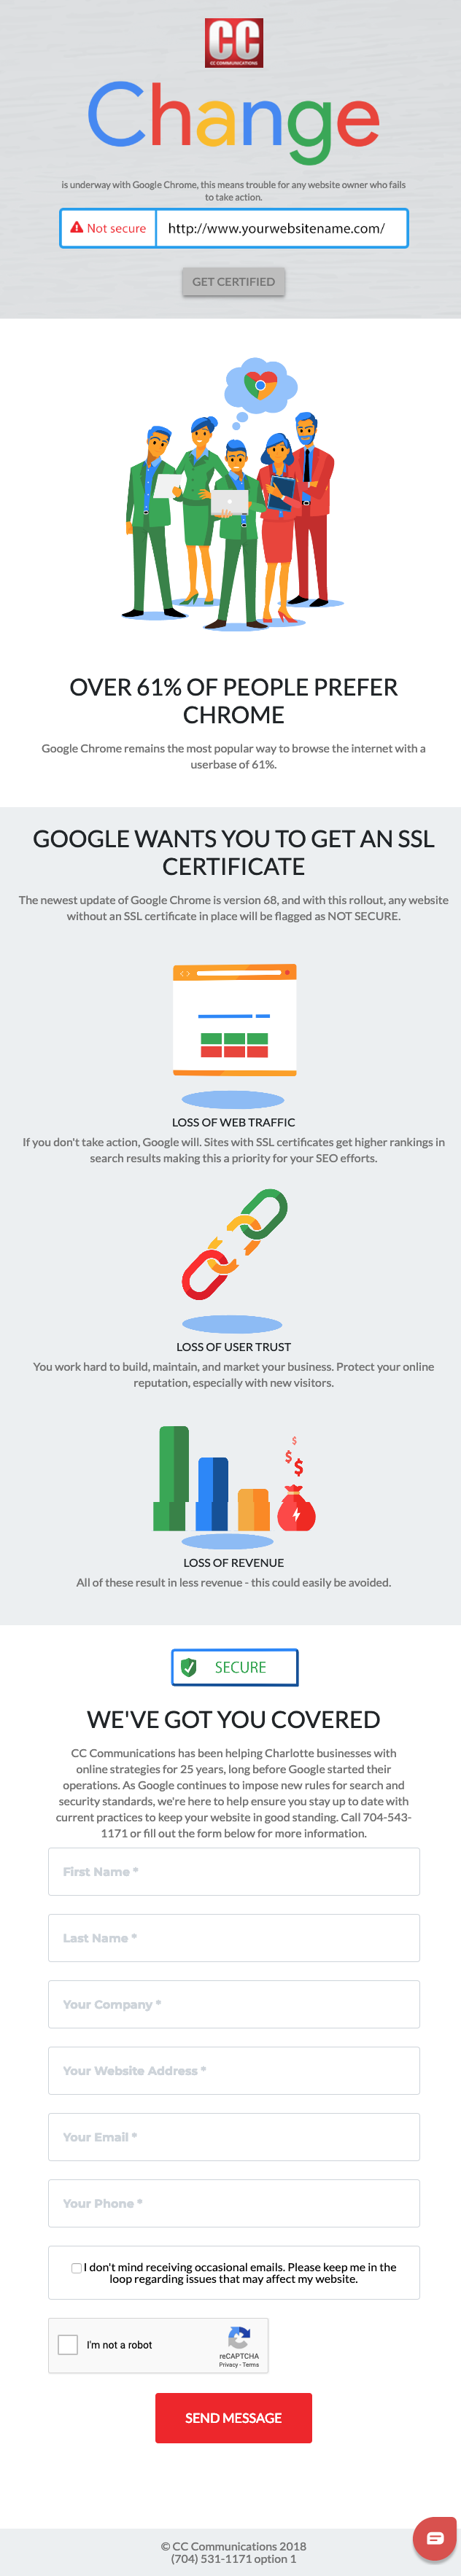 CC
CC COMMUNICATIONS
Change
is underway with Google Chrome, this means trouble for any website owner who fails
to take action.
Not secure http://www.yourwebsitename.com/
GET CERTIFIED
OVER 61% OF PEOPLE PREFER
CHROME
Google Chrome remains the most popular way to browse the internet with a
userbase of 61%.
GOOGLE WANTS YOU TO GET AN SSL
CERTIFICATE
The newest update of Google Chrome is version 68, and with this rollout, any website
without an SSL certificate in place will be flagged as NOT SECURE.
LOSS OF WEB TRAFFIC
If you don't take action, Google will. Sites with SSL certificates get higher rankings in
search results making this a priority for your SEO efforts.
LOSS OF USER TRUST
You work hard to build, maintain, and market your business. Protect your online
reputation, especially with new visitors.
$
$
$
LOSS OF REVENUE
All of these result in less revenue - this could easily be avoided.
SECURE
WE'VE GOT YOU COVERED
CC Communications has been helping Charlotte businesses with
online strategies for 25 years, long before Google started their
operations. As Google continues to impose new rules for search and
security standards, we're here to help ensure you stay up to date with
current practices to keep your website in good standing. Call 704-543-
1171 or fill out the form below for more information.
First Name *
Last Name *
Your Company *
Your Website Address *
Your Email *
Your Phone *
I don't mind receiving occasional emails. Please keep me in the
loop regarding issues that may affect my website.
I'm not a robot
reCAPTCHA
Privacy - Terms
SEND MESSAGE
© CC Communications 2018
(704) 531-1171 option 1